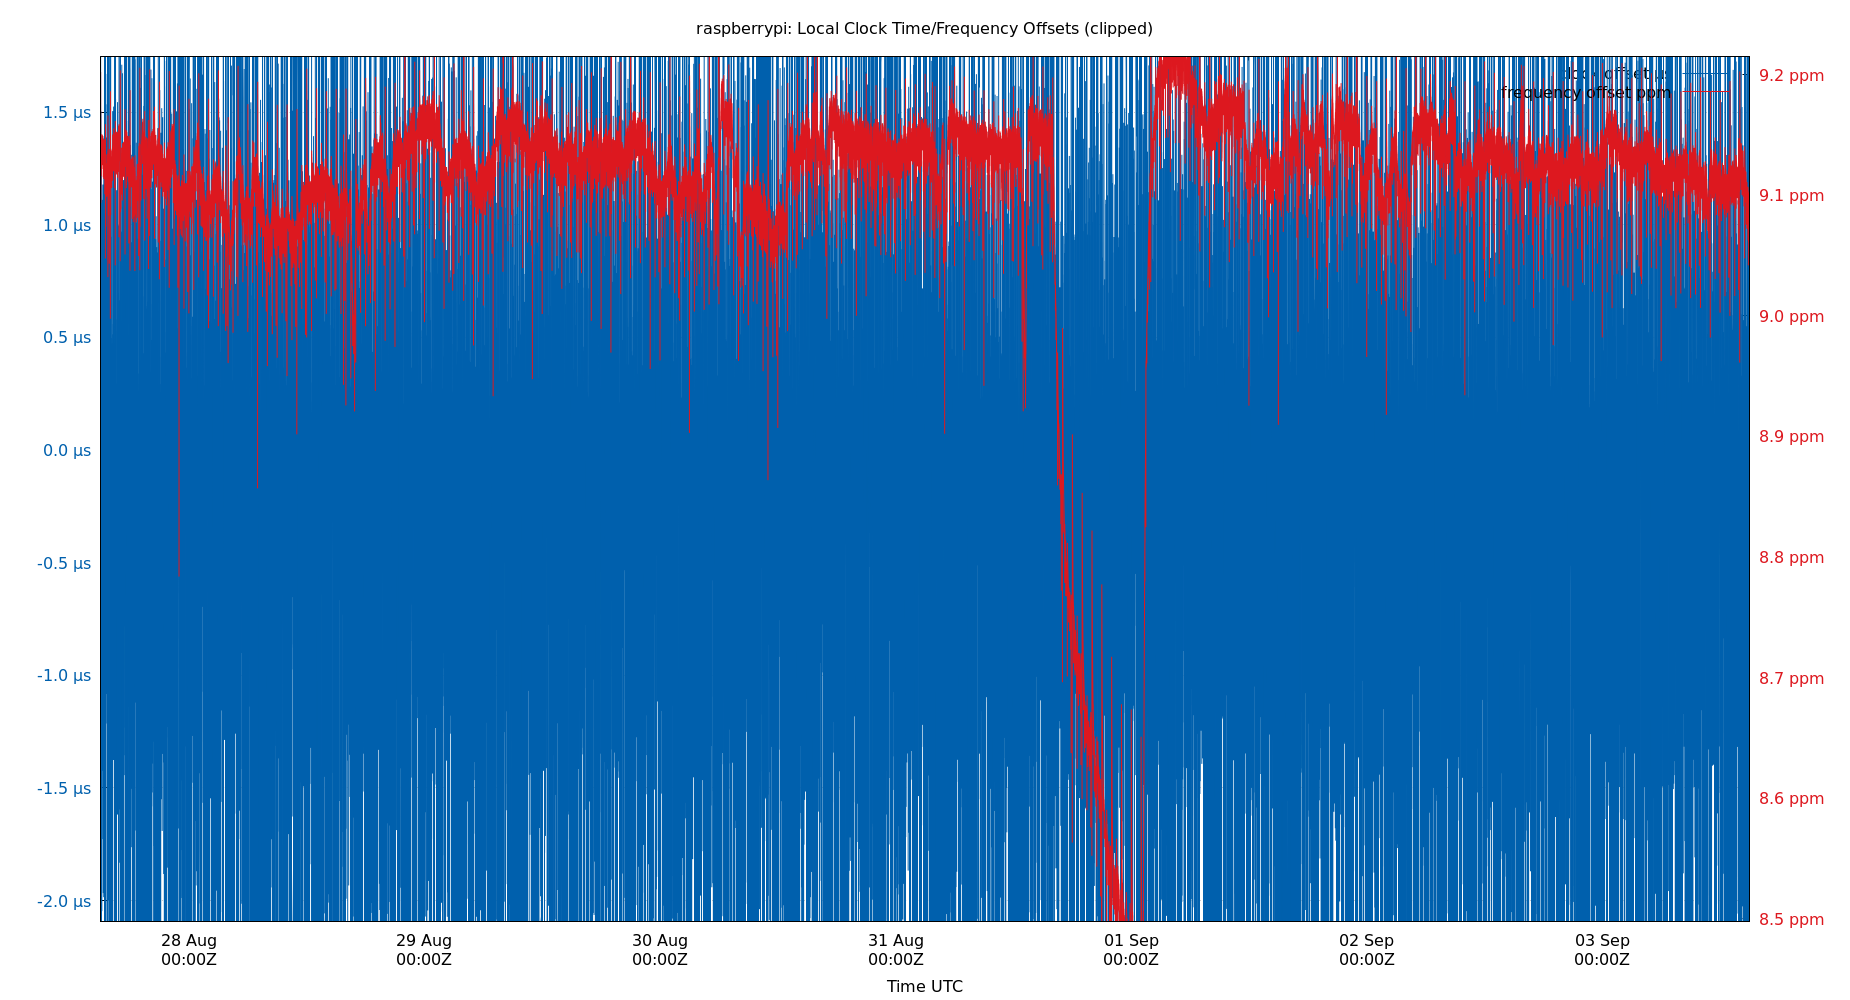 raspberrypi: Local Clock Time/Frequency Offsets (clipped)
clock offset µs
frequency offset ppm
1.5 µs
1.0 µs
0.5 µs
0.0 µs
-0.5 µs
-1.0 µs
-1.5 µs
-2.0 µs
9.2 ppm
9.1 ppm
9.0 ppm
8.9 ppm
8.8 ppm
8.7 ppm
8.6 ppm
8.5 ppm
28 Aug
00:00Z
29 Aug
00:00Z
30 Aug
00:00Z
31 Aug
00:00Z
01 Sep
00:00Z
02 Sep
00:00Z
03 Sep
00:00Z
Time UTC